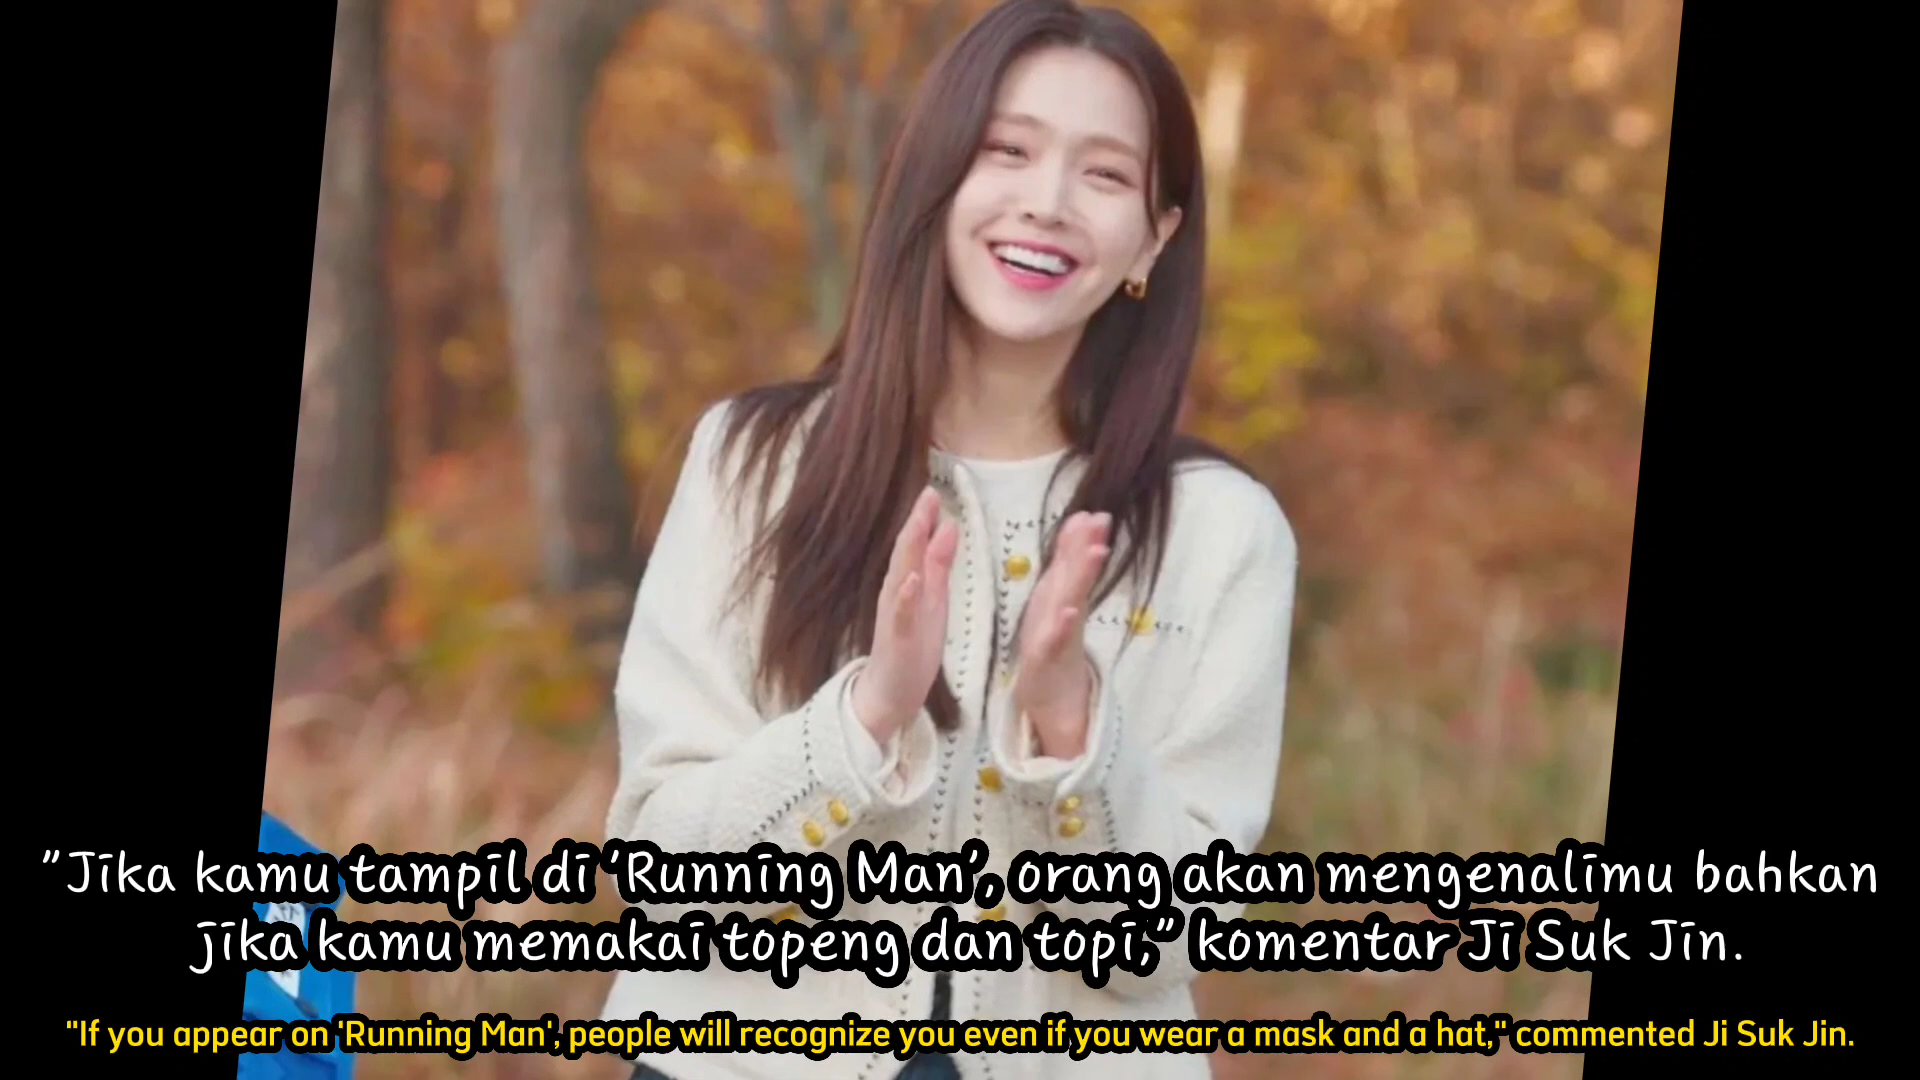 "Jika kamu tampil di 'Running Man', orang akan mengenalimu bahkan
jika kamu memakai topeng dan topi," komentar Ji Suk Jin.
"If you appear on 'Running Man', people will recognize you even if you wear a mask and a hat," commented Ji Suk Jin.